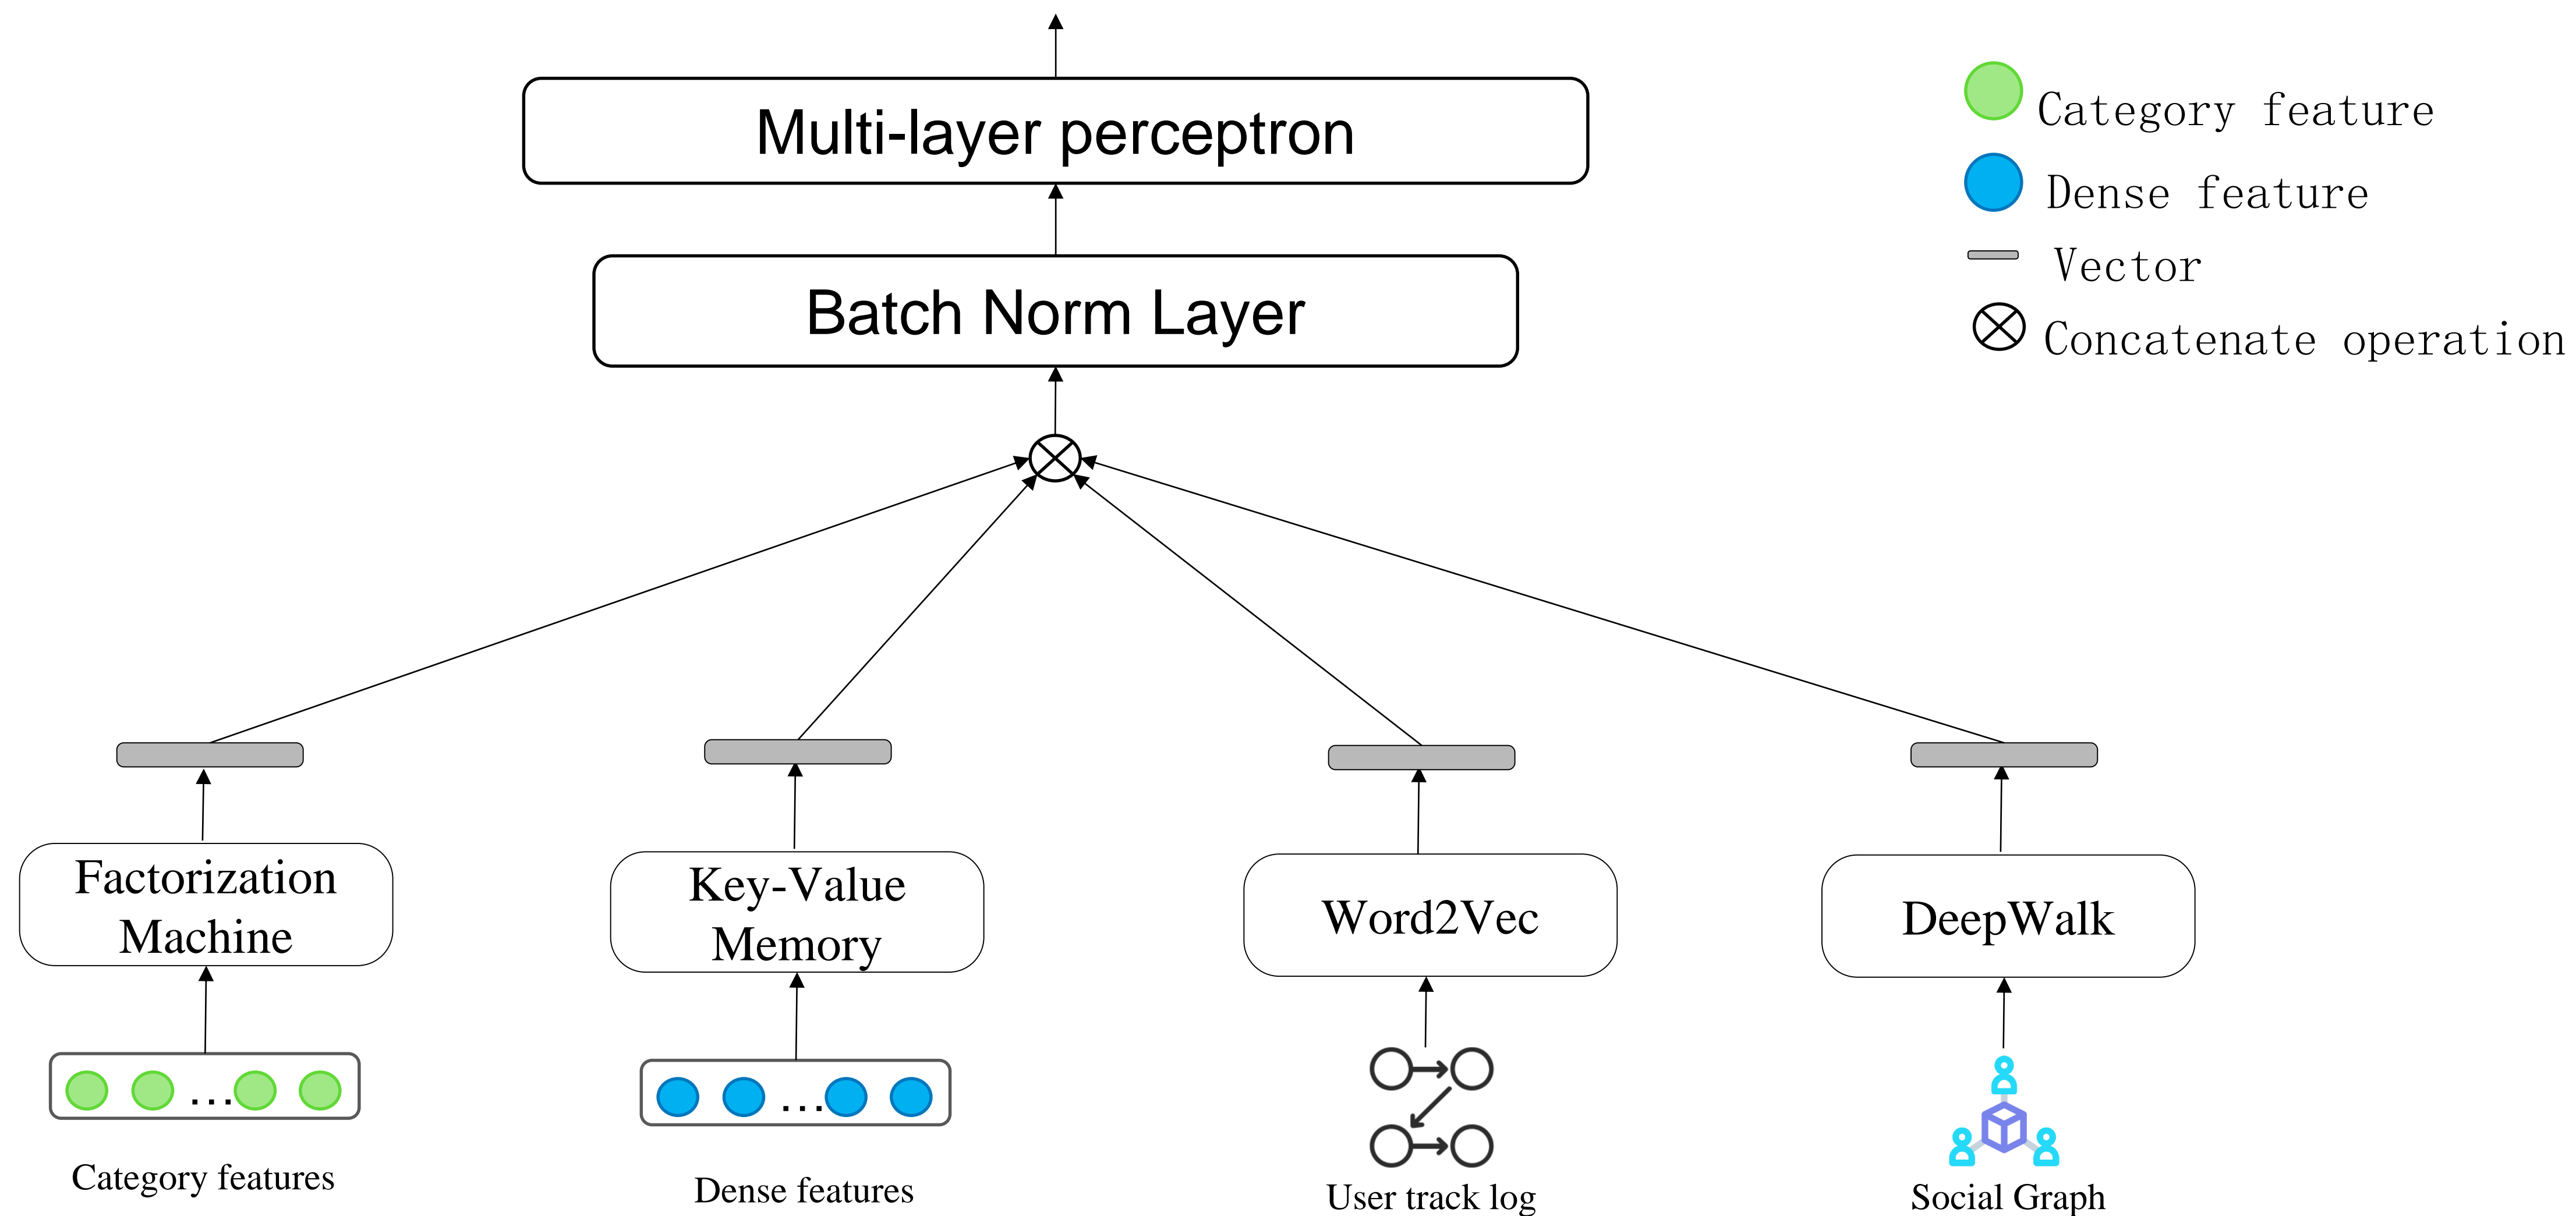 Multi-layer perceptron
Batch Norm Layer
Category feature
Dense feature
Vector
Concatenate operation
Factorization
Machine
Key-Value
Memory
Word2Vec
DeepWalk
...
...
Category features
Dense features
User track log
Social Graph